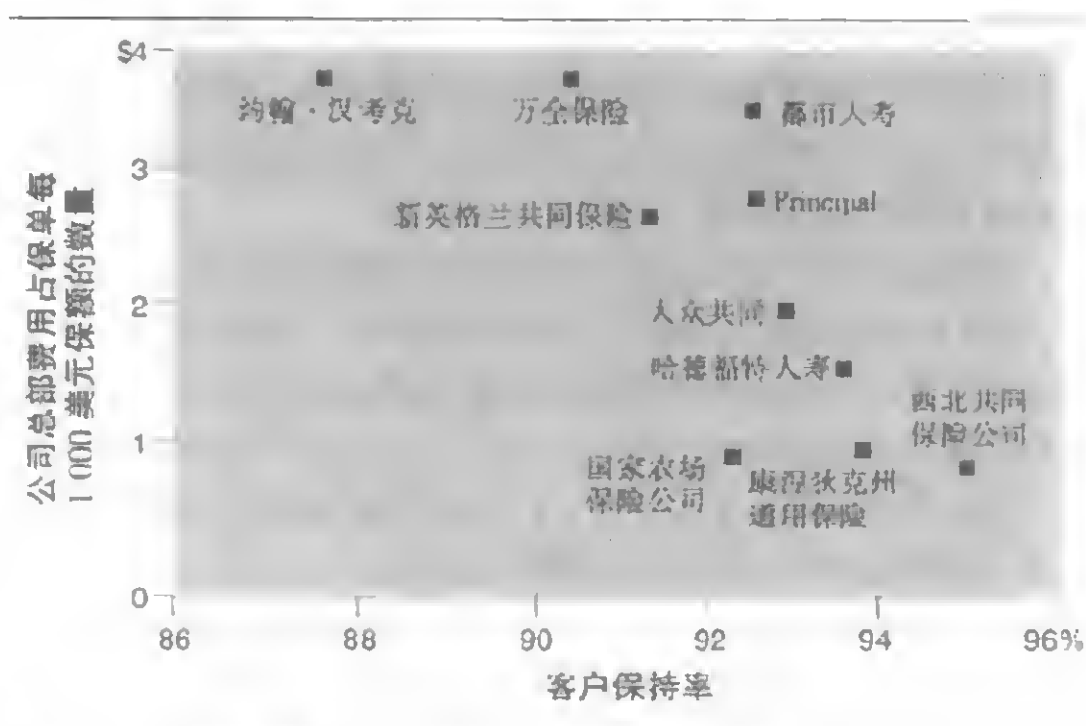 $4
约翰·汉考克
万全保险
都市人寿
3
Principal
新英格兰共同保险
公司总部费用占保单每
1 000 美元保额的数量
2
人众共同
哈德福特人寿
西北共同
保险公司
1
国家农场
保险公司
康涅狄克州
通用保险
0
86
88
90
92
94
96%
客户保持率